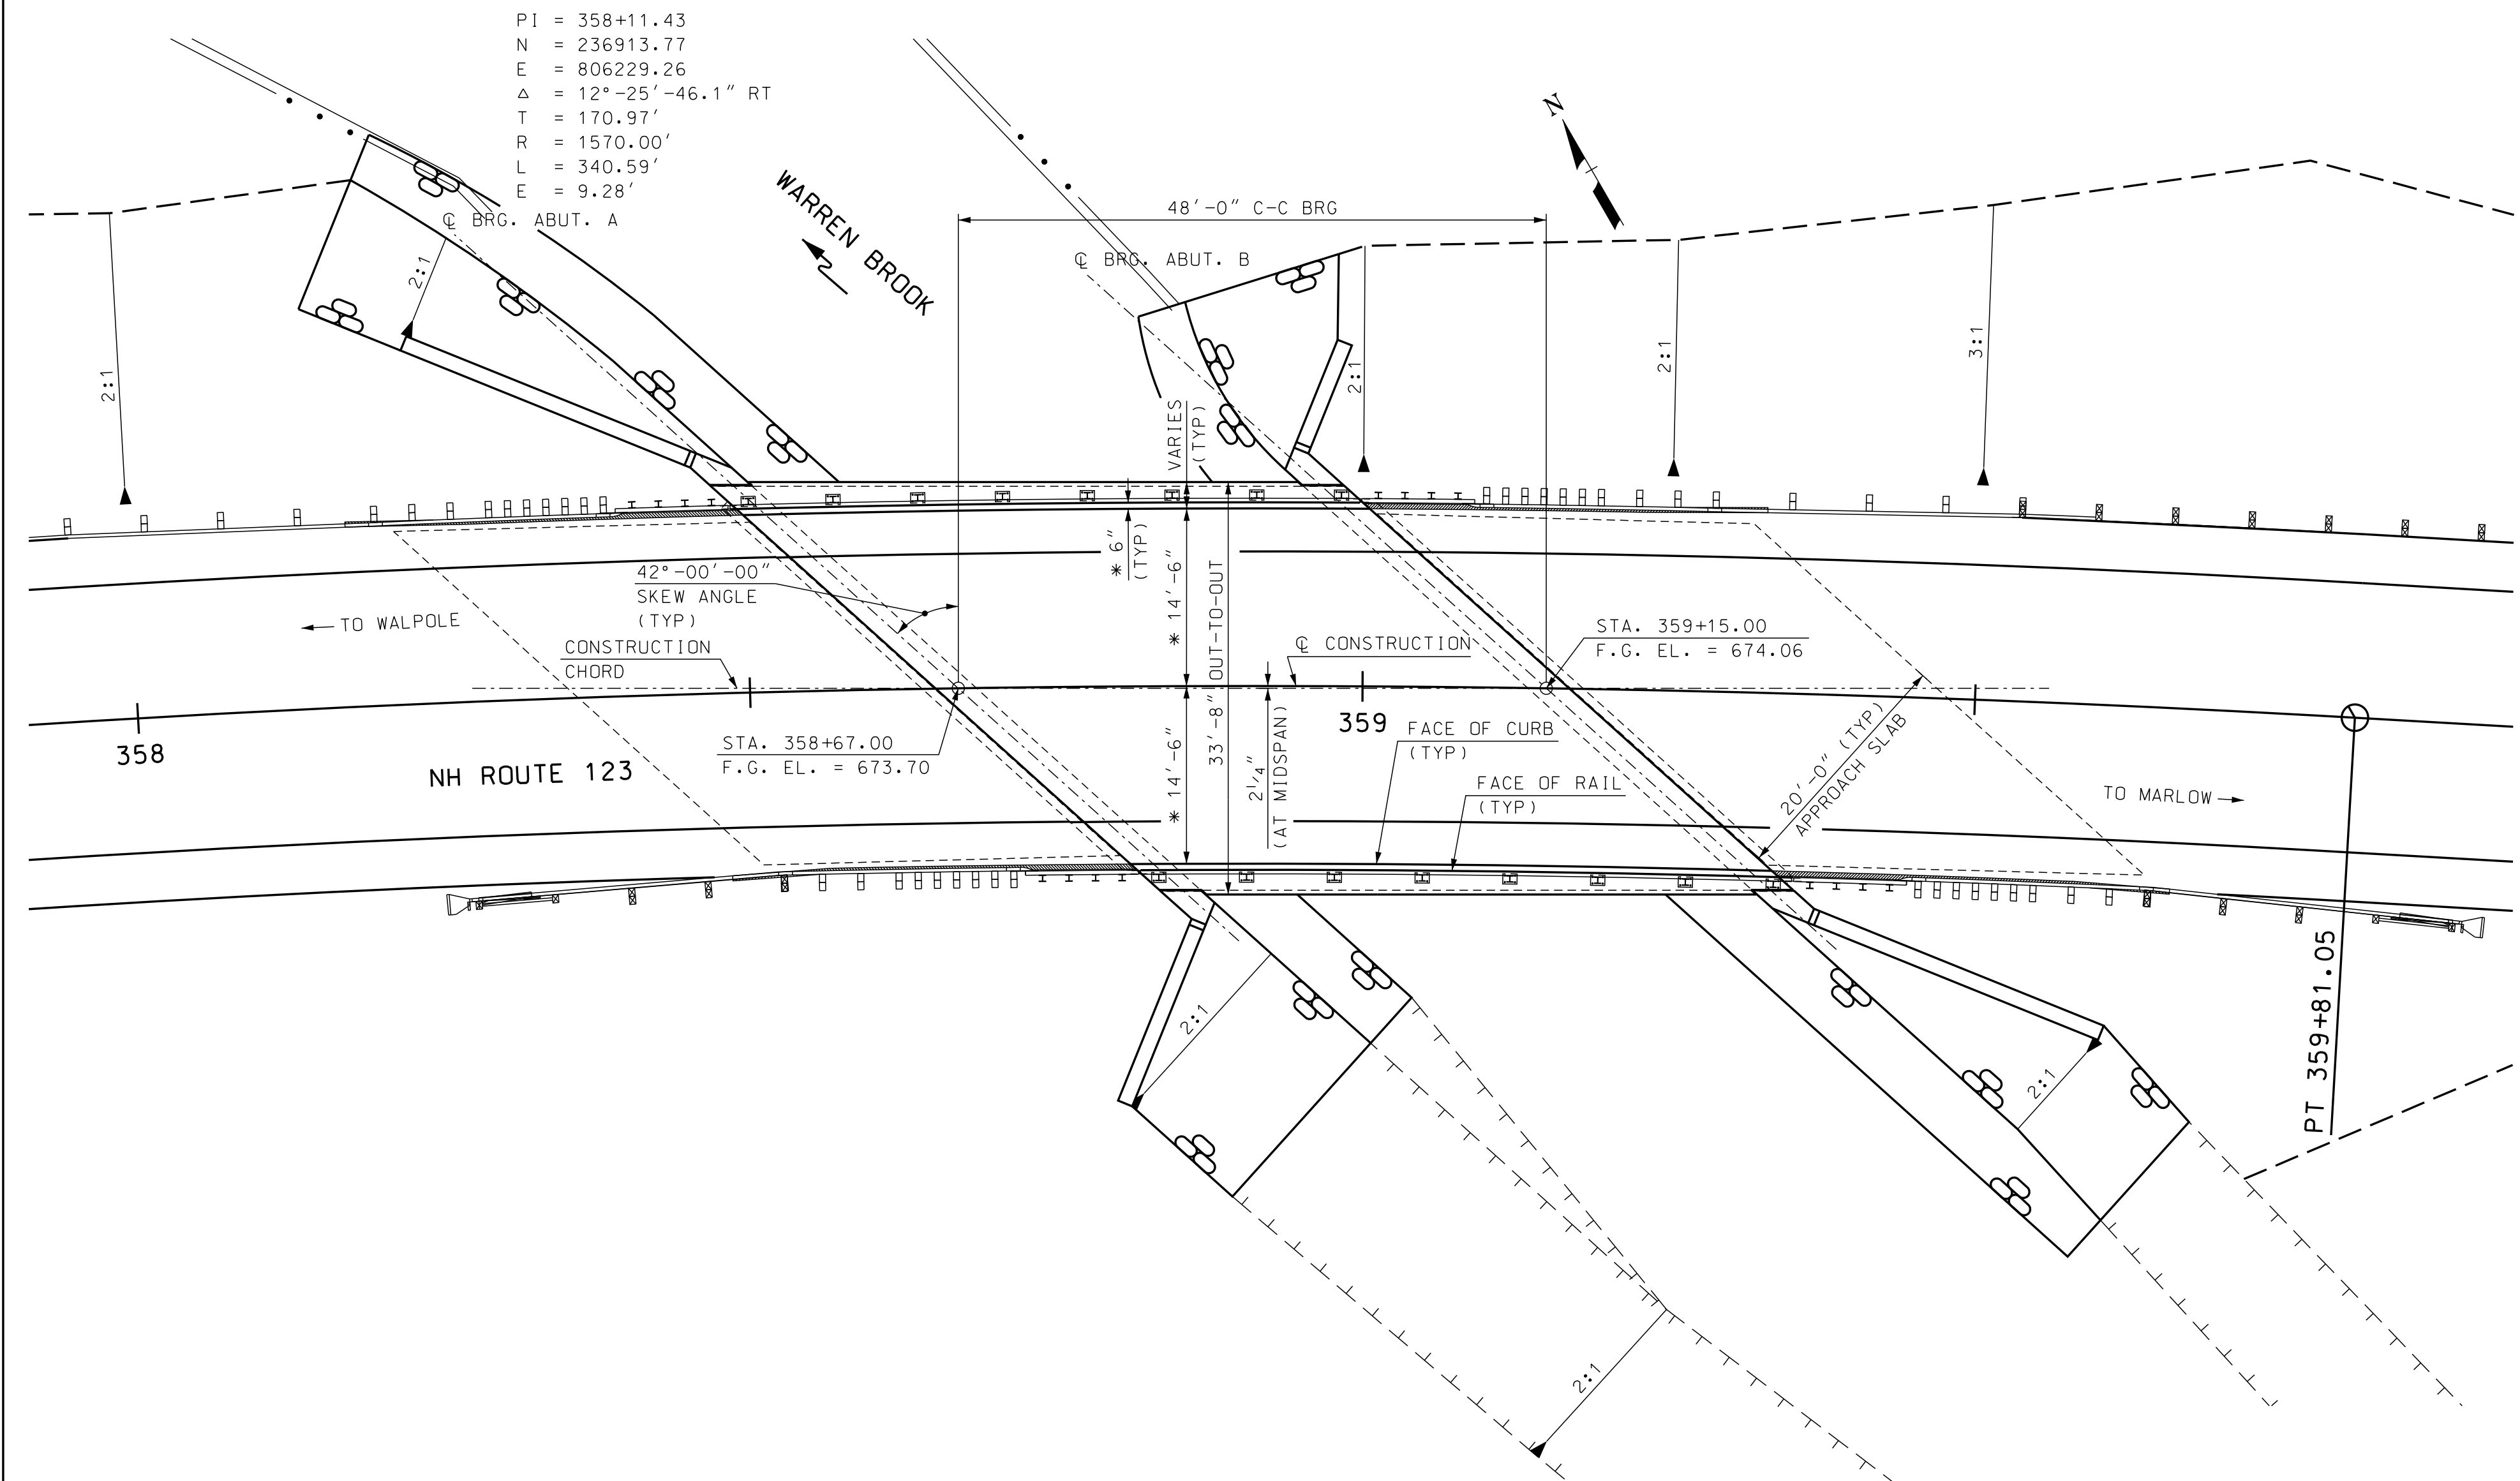 PI = 358+11.43
N = 236913.77
E = 806229.26
△ = 12°-25'-46.1" RT
T = 170.97'
R = 1570.00'
L = 340.59'
E = 9.28'
℄ BRG. ABUT. A
WARREN BROOK
N
48'-0" C-C BRG
℄ BRG. ABUT. B
2:1
2:1
2:1
2:1
3:1
VARIES
(TYP)
* 6"
(TYP)
* 14'-6"
33'-8" OUT-TO-OUT
42°-00'-00"
SKEW ANGLE
(TYP)
TO WALPOLE
CONSTRUCTION
CHORD
℄ CONSTRUCTION
STA. 359+15.00
F.G. EL. = 674.06
358
359
STA. 358+67.00
F.G. EL. = 673.70
NH ROUTE 123
* 14'-6"
2 1/4"
(AT MIDSPAN)
FACE OF CURB
(TYP)
FACE OF RAIL
(TYP)
20'-0" (TYP)
APPROACH SLAB
TO MARLOW
PT 359+81.05
2:1
2:1
2:1